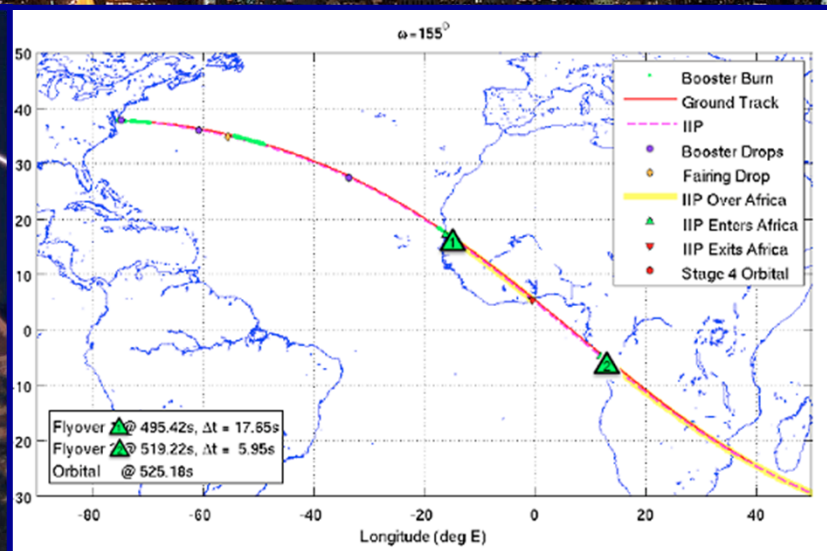 ω=155°
50
40
30
20
10
0
10
20
30
-80
-60
-40
-20
0
20
40
Longitude (deg E)
Booster Burn
Ground Track
IIP
Booster Drops
Fairing Drop
IIP Over Africa
IIP Enters Africa
IIP Exits Africa
Stage 4 Orbital
1
2
Flyover 1 @ 495.42s, Δt = 17.65s
Flyover 2 @ 519.22s, Δt = 5.95s
Orbital @ 525.18s